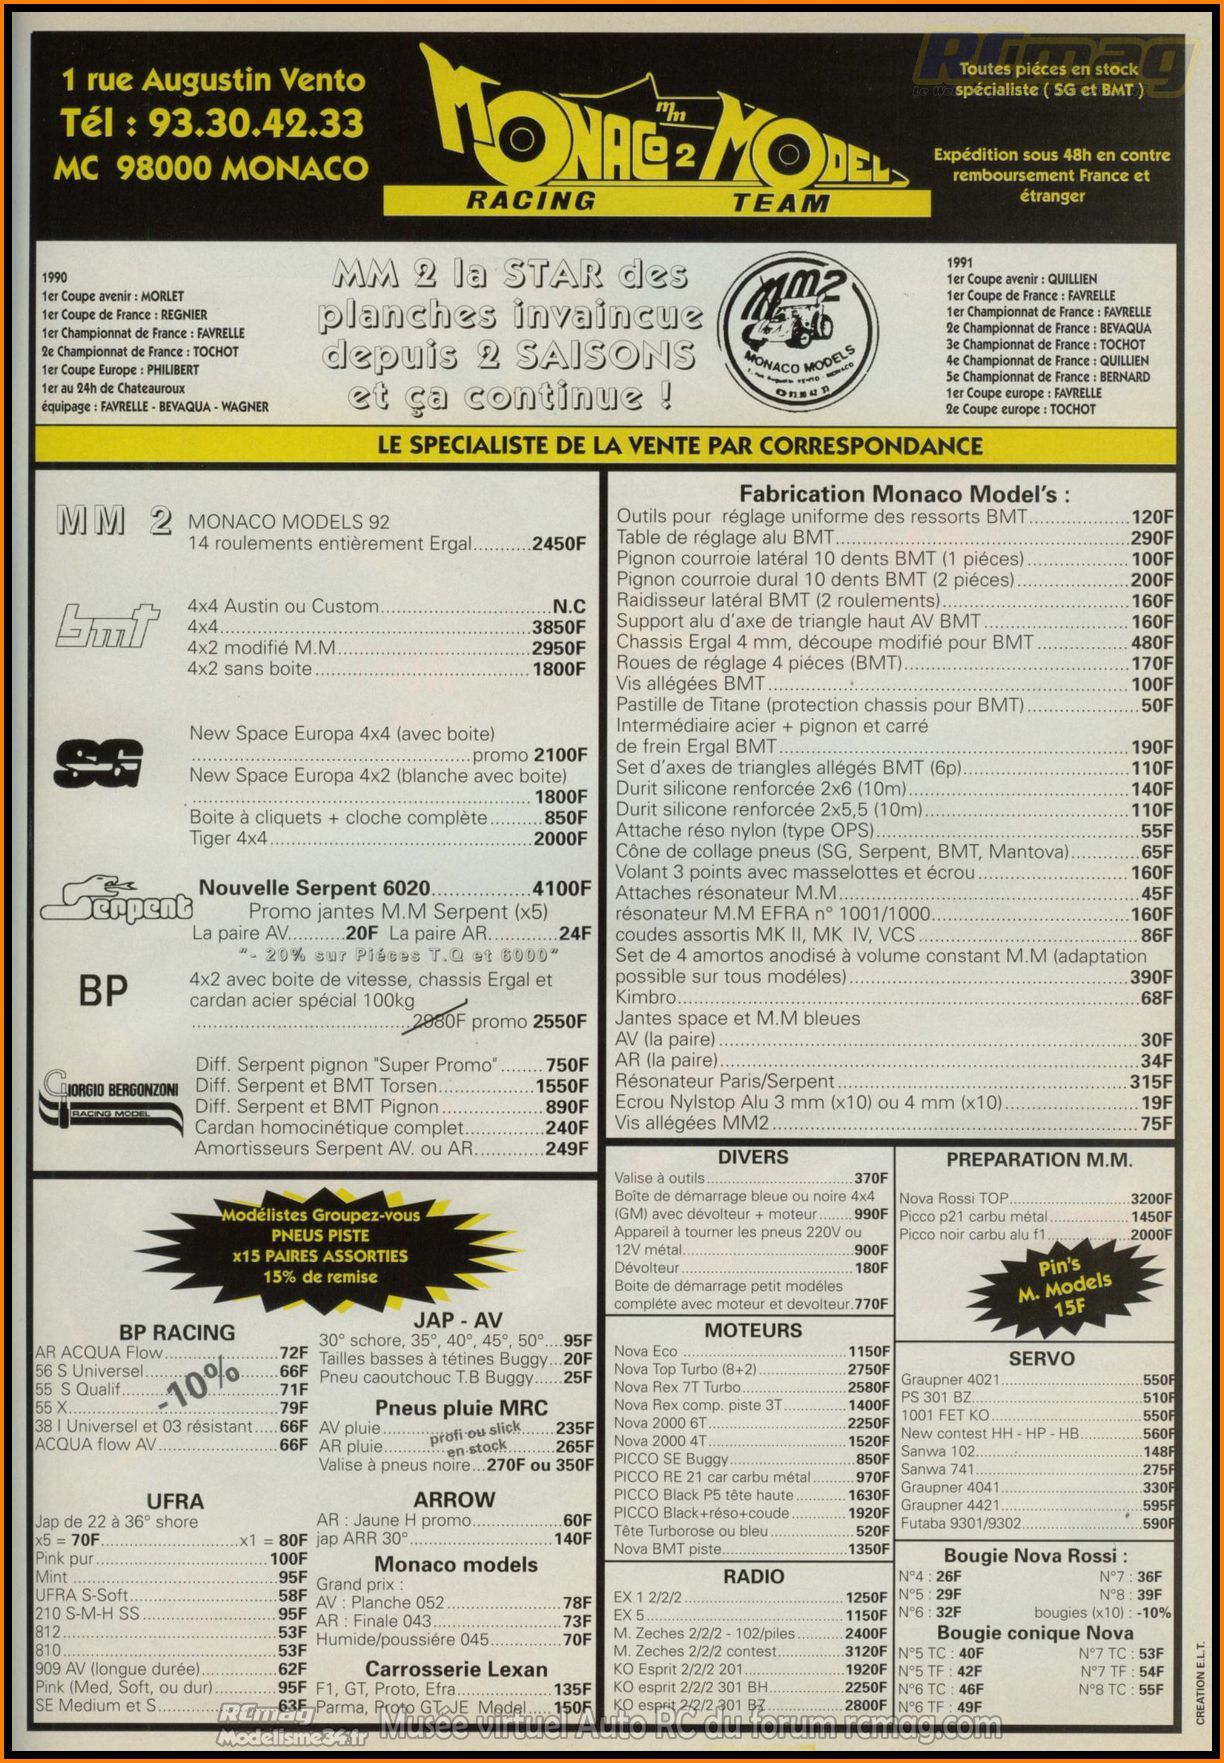 1 rue Augustin Vento
Tél : 93.30.42.33
MC 98000 MONACO
MONACO 2 MODEL
mm
RACING TEAM
RCmag
Toutes piéces en stock
spécialiste ( SG et BMT )
Expédition sous 48h en contre
remboursement France et
étranger
1990
1er Coupe avenir : MORLET
1er Coupe de France : REGNIER
1er Championnat de France : FAVRELLE
2e Championnat de France : TOCHOT
1er Coupe Europe : PHILIBERT
1er au 24h de Chateauroux
équipage : FAVRELLE - BEVAQUA - WAGNER
MM 2 la STAR des
planches invaincue
depuis 2 SAISONS
et ça continue !
MM2
MONACO MODELS
1991
1er Coupe avenir : QUILLIEN
1er Coupe de France : FAVRELLE
1er Championnat de France : FAVRELLE
2e Championnat de France : BEVAQUA
3e Championnat de France : TOCHOT
4e Championnat de France : QUILLIEN
5e Championnat de France : BERNARD
1er Coupe europe : FAVRELLE
2e Coupe europe : TOCHOT
LE SPECIALISTE DE LA VENTE PAR CORRESPONDANCE
MM 2 MONACO MODELS 92
14 roulements entièrement Ergal..........2450F
bmt
4x4 Austin ou Custom..........N.C
4x4..........3850F
4x2 modifié M.M..........2950F
4x2 sans boite..........1800F
SG
New Space Europa 4x4 (avec boite)
..........promo 2100F
New Space Europa 4x2 (blanche avec boite)
..........1800F
Boite à cliquets + cloche complète..........850F
Tiger 4x4..........2000F
Serpent
Nouvelle Serpent 6020..........4100F
Promo jantes M.M Serpent (x5)
La paire AV..........20F La paire AR..........24F
"- 20% sur Piéces T.Q et 6000"
BP
4x2 avec boite de vitesse, chassis Ergal et
cardan acier spécial 100kg
..........2980F promo 2550F
GIORGIO BERGONZONI
RACING MODEL
Diff. Serpent pignon "Super Promo"........750F
Diff. Serpent et BMT Torsen..........1550F
Diff. Serpent et BMT Pignon..........890F
Cardan homocinétique complet..........240F
Amortisseurs Serpent AV. ou AR..........249F
Fabrication Monaco Model's :
Outils pour réglage uniforme des ressorts BMT..........120F
Table de réglage alu BMT..........290F
Pignon courroie latéral 10 dents BMT (1 piéces)..........100F
Pignon courroie dural 10 dents BMT (2 piéces)..........200F
Raidisseur latéral BMT (2 roulements)..........160F
Support alu d'axe de triangle haut AV BMT..........160F
Chassis Ergal 4 mm, découpe modifié pour BMT..........480F
Roues de réglage 4 piéces (BMT)..........170F
Vis allégées BMT..........100F
Pastille de Titane (protection chassis pour BMT)..........50F
Intermédiaire acier + pignon et carré
de frein Ergal BMT..........190F
Set d'axes de triangles allégés BMT (6p)..........110F
Durit silicone renforcée 2x6 (10m)..........140F
Durit silicone renforcée 2x5,5 (10m)..........110F
Attache réso nylon (type OPS)..........55F
Cône de collage pneus (SG, Serpent, BMT, Mantova)..........65F
Volant 3 points avec masselottes et écrou..........160F
Attaches résonateur M.M..........45F
résonateur M.M EFRA n° 1001/1000..........160F
coudes assortis MK II, MK IV, VCS..........86F
Set de 4 amortos anodisé à volume constant M.M (adaptation
possible sur tous modéles)..........390F
Kimbro..........68F
Jantes space et M.M bleues
AV (la paire)..........30F
AR (la paire)..........34F
Résonateur Paris/Serpent..........315F
Ecrou Nylstop Alu 3 mm (x10) ou 4 mm (x10)..........19F
Vis allégées MM2..........75F
Modélistes Groupez-vous
PNEUS PISTE
x15 PAIRES ASSORTIES
15% de remise
BP RACING
AR ACQUA Flow..........72F
56 S Universel..........66F
55 S Qualif..........71F
55 X..........79F
38 I Universel et 03 résistant.....66F
ACQUA flow AV..........66F
-10%
UFRA
Jap de 22 à 36° shore
x5 = 70F..........x1 = 80F
Pink pur..........100F
Mint..........95F
UFRA S-Soft..........58F
210 S-M-H SS..........95F
812..........53F
810..........53F
909 AV (longue durée)..........62F
Pink (Med, Soft, ou dur)..........95F
SE Medium et S..........63F
JAP - AV
30° schore, 35°, 40°, 45°, 50°....95F
Tailles basses à tétines Buggy...20F
Pneu caoutchouc T.B Buggy.....25F
Pneus pluie MRC
AV pluie..........235F
AR pluie..........265F
profi ou slick
en stock
Valise à pneus noire...270F ou 350F
ARROW
AR : Jaune H promo..........60F
jap ARR 30°..........140F
Monaco models
Grand prix :
AV : Planche 052..........78F
AR : Finale 043..........73F
Humide/poussiére 045..........70F
Carrosserie Lexan
F1, GT, Proto, Efra..........135F
Parma, Proto GT JE Model....150F
DIVERS
Valise à outils..........370F
Boîte de démarrage bleue ou noire 4x4
(GM) avec dévolteur + moteur........990F
Appareil à tourner les pneus 220V ou
12V métal..........900F
Dévolteur..........180F
Boite de démarrage petit modéles
compléte avec moteur et devolteur.770F
MOTEURS
Nova Eco..........1150F
Nova Top Turbo (8+2)..........2750F
Nova Rex 7T Turbo..........2580F
Nova Rex comp. piste 3T..........1400F
Nova 2000 6T..........2250F
Nova 2000 4T..........1520F
PICCO SE Buggy..........850F
PICCO RE 21 car carbu métal..........970F
PICCO Black P5 tête haute..........1630F
PICCO Black+réso+coude..........1920F
Tête Turborose ou bleu..........520F
Nova BMT piste..........1350F
RADIO
EX 1 2/2/2..........1250F
EX 5..........1150F
M. Zeches 2/2/2 - 102/piles..........2400F
M. Zeches 2/2/2 contest..........3120F
KO Esprit 2/2/2 201..........1920F
KO Esprit 2/2/2 301 BH..........2250F
KO esprit 2/2/2 301 BZ..........2800F
PREPARATION M.M.
Nova Rossi TOP..........3200F
Picco p21 carbu métal..........1450F
Picco noir carbu alu f1..........2000F
Pin's
M. Models
15F
SERVO
Graupner 4021..........550F
PS 301 BZ..........510F
1001 FET KO..........550F
New contest HH - HP - HB..........560F
Sanwa 102..........148F
Sanwa 741..........275F
Graupner 4041..........330F
Graupner 4421..........595F
Futaba 9301/9302..........590F
Bougie Nova Rossi :
N°4 : 26F N°7 : 36F
N°5 : 29F N°8 : 39F
N°6 : 32F bougies (x10) : -10%
Bougie conique Nova
N°5 TC : 40F N°7 TC : 53F
N°5 TF : 42F N°7 TF : 54F
N°6 TC : 46F N°8 TC : 55F
N°6 TF : 49F
CREATION E.L.T.
RCmag
Modelisme34.fr
Musée virtuel Auto RC du forum rcmag.com